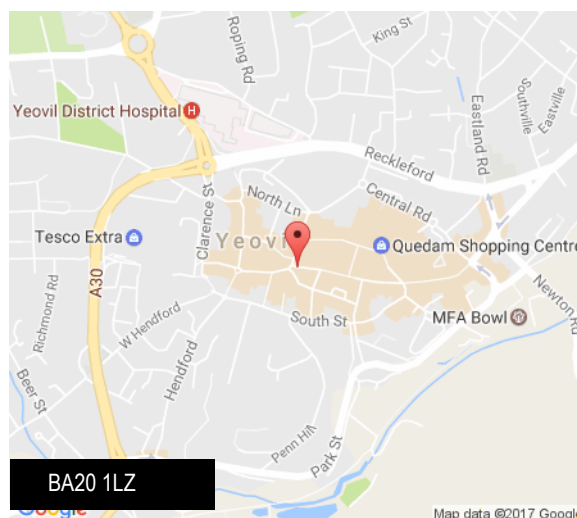 King St
Roping Rd
Eastville
Southville
Yeovil District Hospital
H
Eastland Rd
Reckleford
Clarence St
North Ln
Central Rd
Tesco Extra
Yeovi
Quedam Shopping Centre
A30
Richmond Rd
W Hendford
South St
MFA Bowl
Newton Rd
Hendford
Beer St
Penn Hill
Park St
BA20 1LZ
Google
Map data ©2017 Google